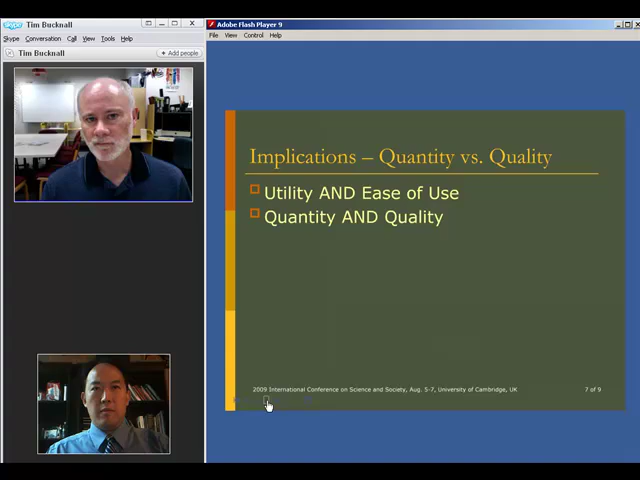 Tim Bucknall
Skype Conversation Call View Tools Help
Tim Bucknall
Add people
Adobe Flash Player 9
File View Control Help
Implications – Quantity vs. Quality
Utility AND Ease of Use
Quantity AND Quality
2009 International Conference on Science and Society, Aug. 5-7, University of Cambridge, UK
7 of 9